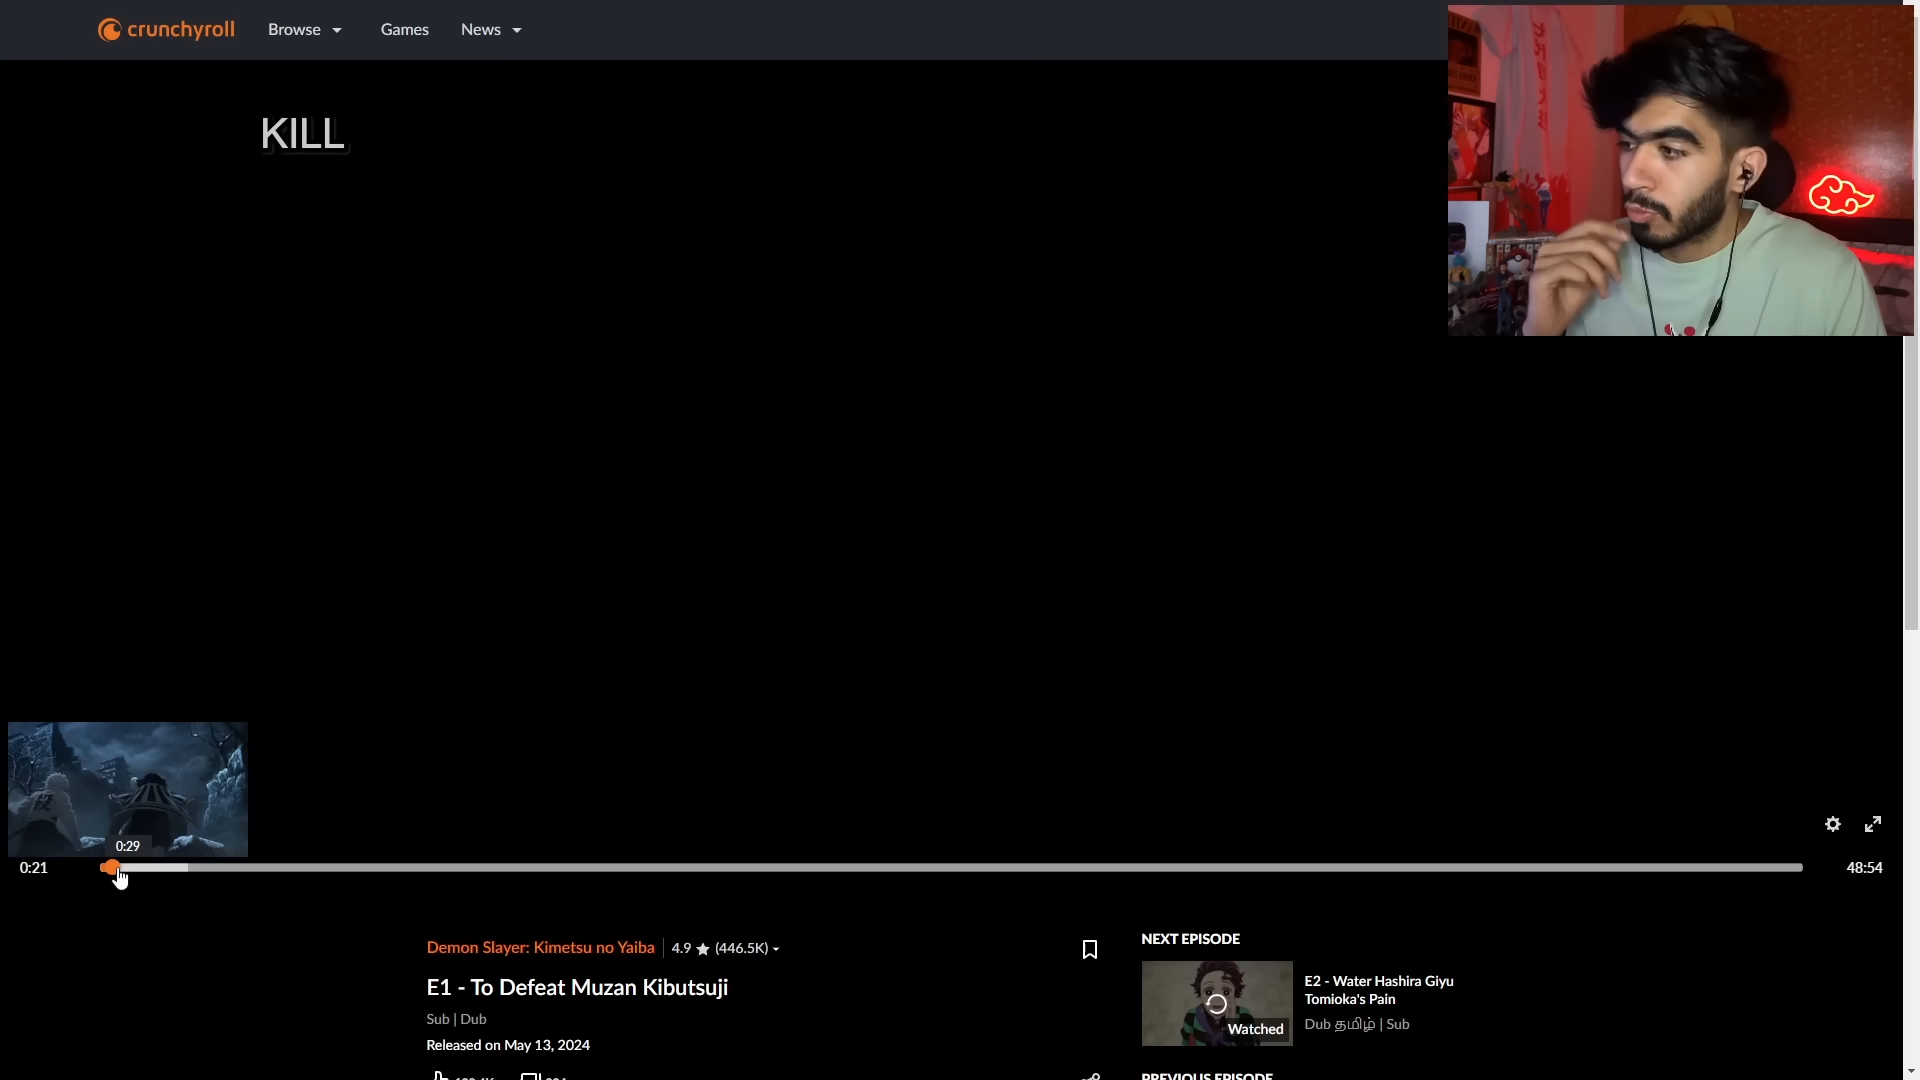 crunchyroll
Browse
Games
News
KILL
0:29
0:21
48:54
Demon Slayer: Kimetsu no Yaiba
4.9 ★ (446.5K)
E1 - To Defeat Muzan Kibutsuji
Sub | Dub
Released on May 13, 2024
NEXT EPISODE
Watched
E2 - Water Hashira Giyu
Tomioka's Pain
Dub தமிழ் | Sub
PREVIOUS EPISODE